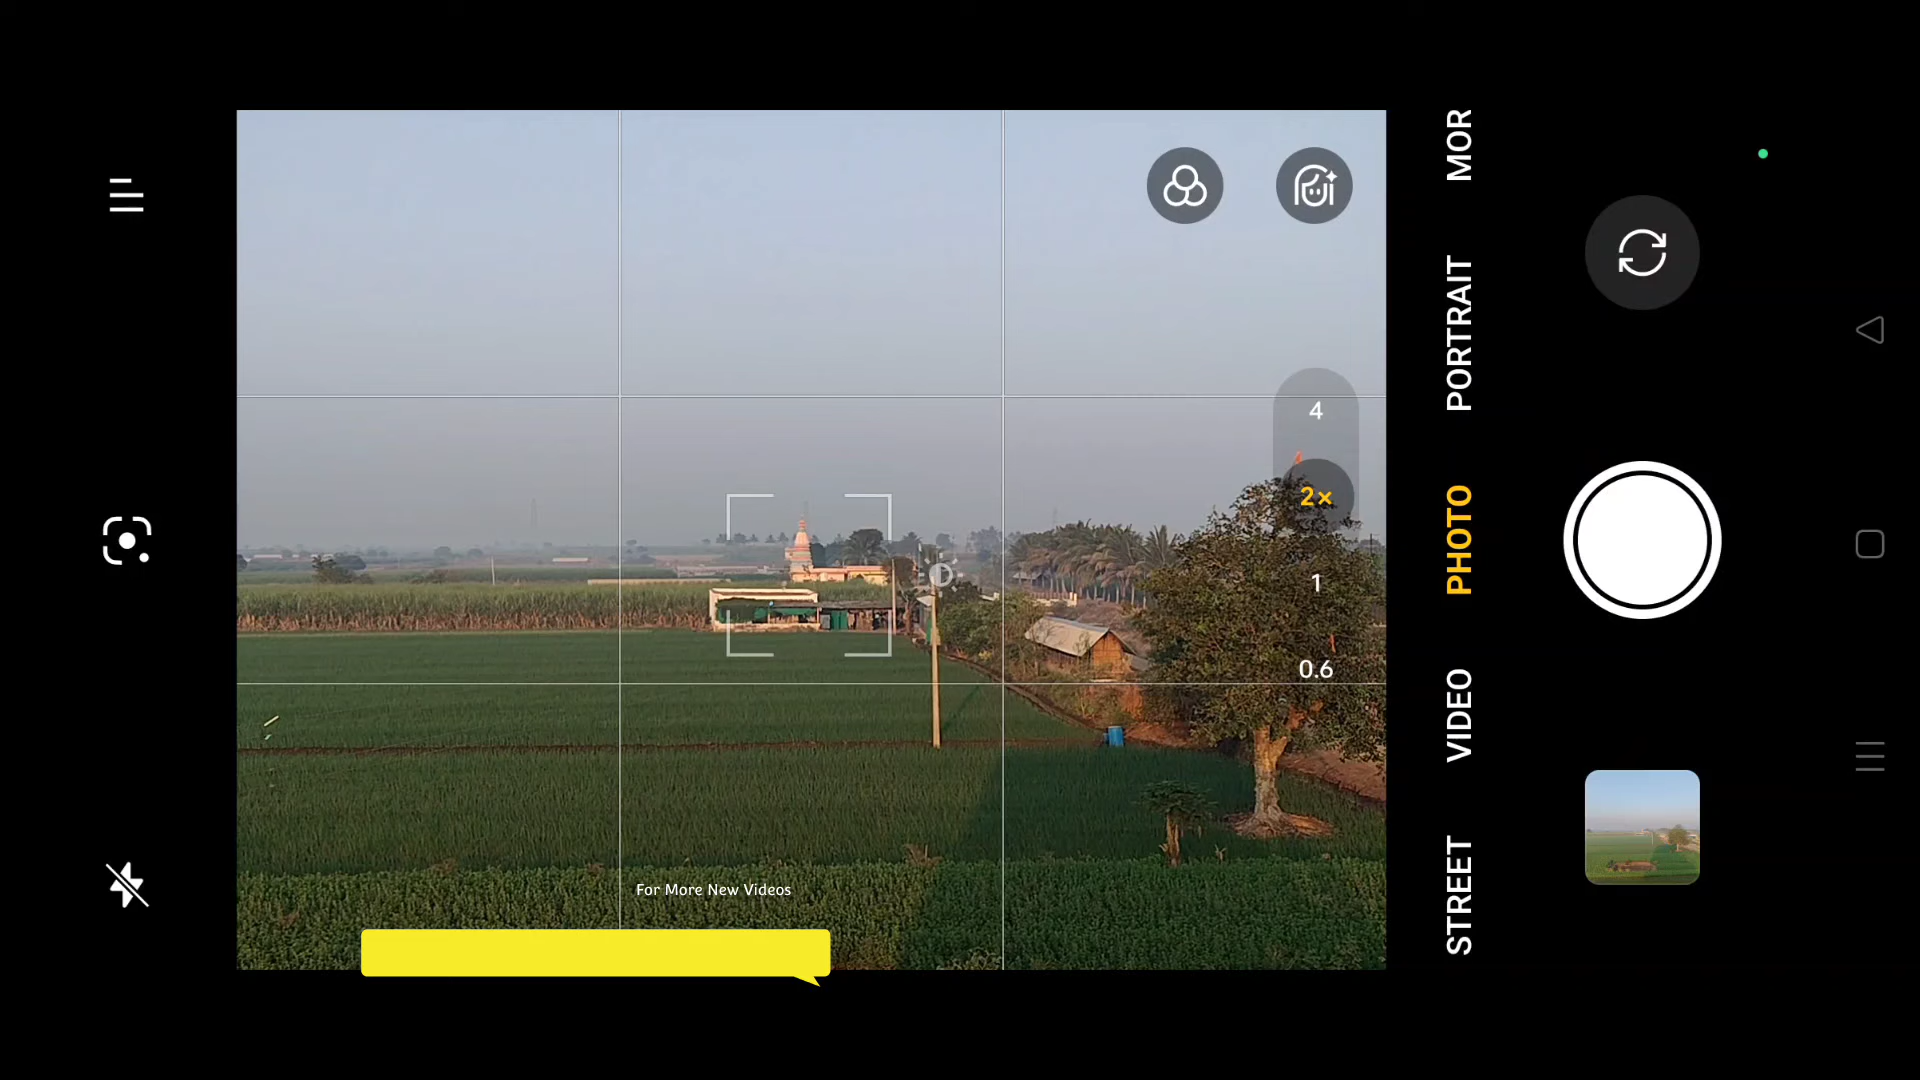 MOR
PORTRAIT
PHOTO
VIDEO
STREET
4
2×
1
0.6
For More New Videos